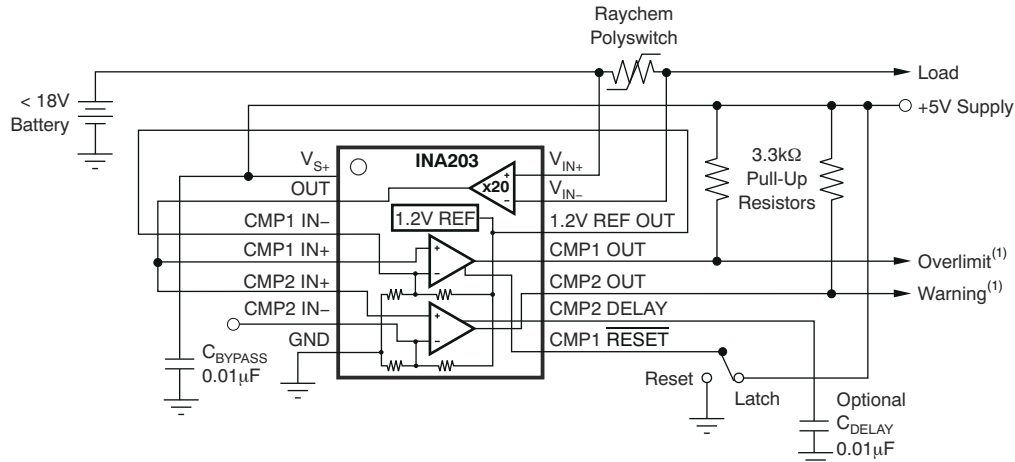 Raychem
Polyswitch
Load
< 18V
Battery
+5V Supply
V_S+
INA203
V_IN+
OUT
x20
V_IN−
3.3kΩ
Pull-Up
Resistors
CMP1 IN−
1.2V REF
1.2V REF OUT
CMP1 IN+
CMP1 OUT
Overlimit(1)
CMP2 IN+
CMP2 OUT
Warning(1)
CMP2 IN−
CMP2 DELAY
GND
CMP1 RESET
C_BYPASS
0.01μF
Reset
Latch
Optional
C_DELAY
0.01μF